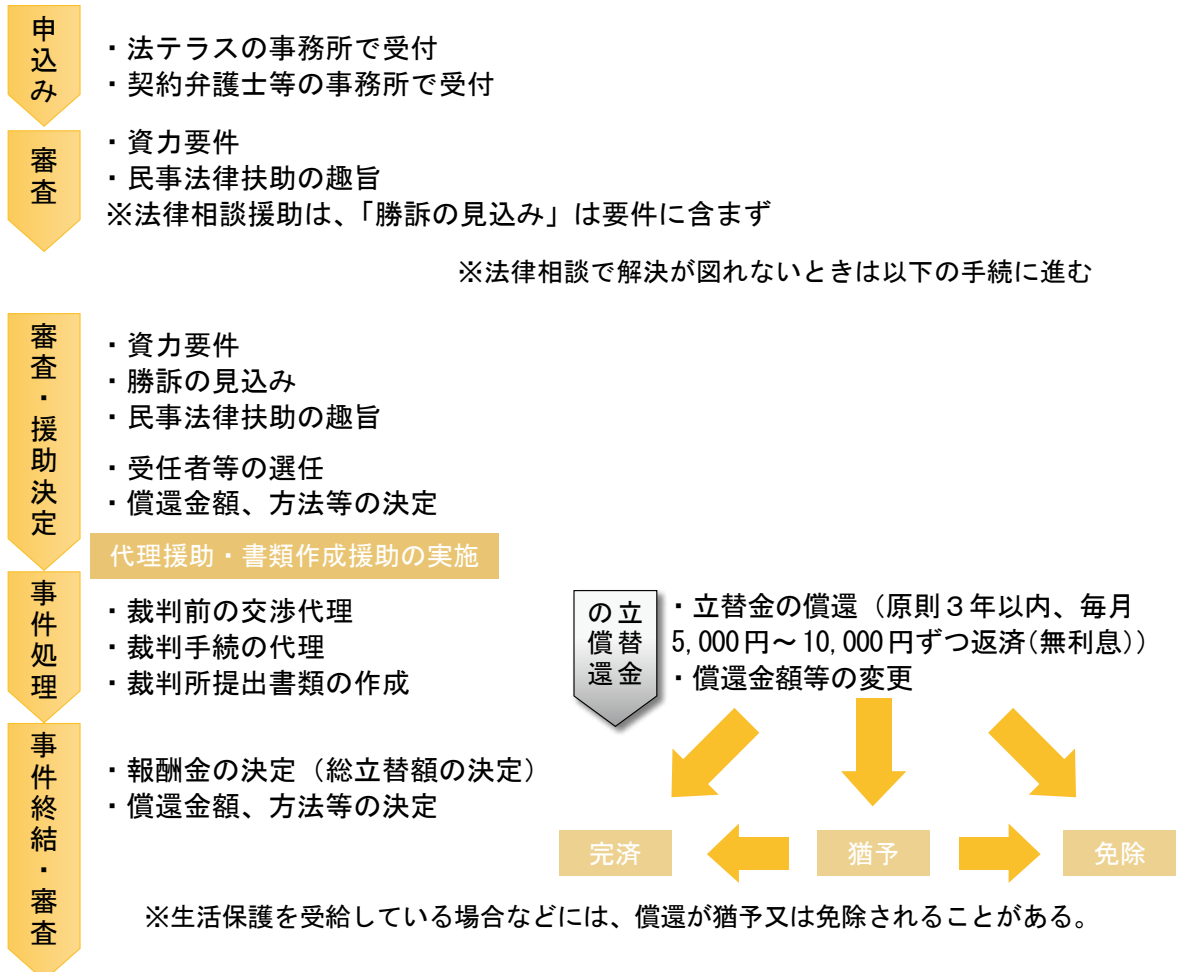 申込み
・法テラスの事務所で受付
・契約弁護士等の事務所で受付
審査
・資力要件
・民事法律扶助の趣旨
※法律相談援助は、「勝訴の見込み」は要件に含まず
※法律相談で解決が図れないときは以下の手続に進む
審査・援助決定
・資力要件
・勝訴の見込み
・民事法律扶助の趣旨
・受任者等の選任
・償還金額、方法等の決定
代理援助・書類作成援助の実施
事件処理
・裁判前の交渉代理
・裁判手続の代理
・裁判所提出書類の作成
立替金
の償還
・立替金の償還（原則３年以内、毎月
5,000円～10,000円ずつ返済（無利息））
・償還金額等の変更
事件終結・審査
・報酬金の決定（総立替額の決定）
・償還金額、方法等の決定
完済
猶予
免除
※生活保護を受給している場合などには、償還が猶予又は免除されることがある。